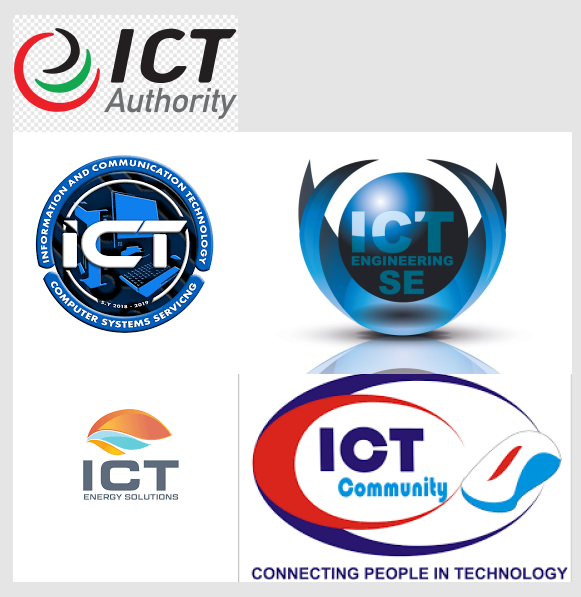 ICT
Authority
INFORMATION AND COMMUNICATION TECHNOLOGY
iCT
S.Y 2018 - 2019
COMPUTER SYSTEMS SERVICNG
ICT
ENGINEERING
SE
ICT
ENERGY SOLUTIONS
ICT
Community
CONNECTING PEOPLE IN TECHNOLOGY